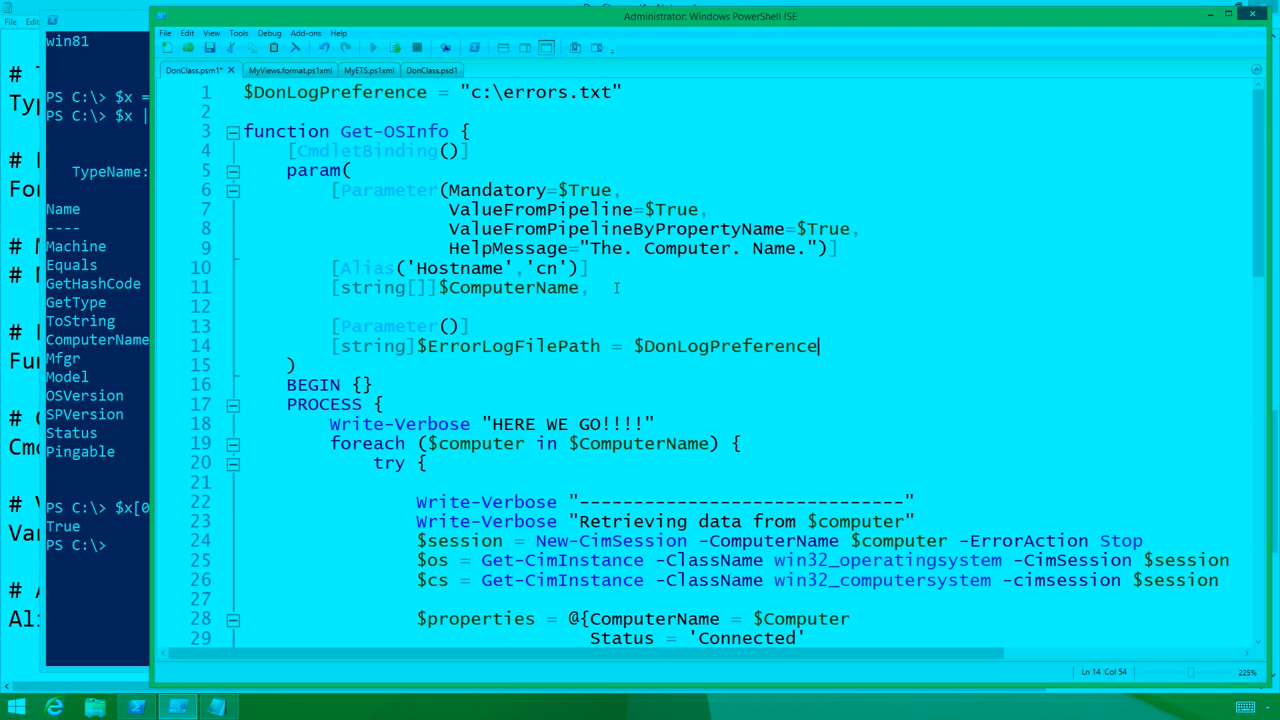 Administrator: Windows PowerShell ISE
File Edit
File Edit View Tools Debug Add-ons Help
DonClass.psm1* X MyViews.format.ps1xml MyETS.ps1xml DonClass.psd1
win81
PS C:\> $x =
PS C:\> $x |
TypeName:
Name
----
Machine
Equals
GetHashCode
GetType
ToString
ComputerName
Mfgr
Model
OSVersion
SPVersion
Status
Pingable
PS C:\> $x[0
True
PS C:\>
1 $DonLogPreference = "c:\errors.txt"
2
3 function Get-OSInfo {
4 [CmdletBinding()]
5 param(
6 [Parameter(Mandatory=$True,
7 ValueFromPipeline=$True,
8 ValueFromPipelineByPropertyName=$True,
9 HelpMessage="The. Computer. Name.")]
10 [Alias('Hostname','cn')]
11 [string[]]$ComputerName,
12
13 [Parameter()]
14 [string]$ErrorLogFilePath = $DonLogPreference
15 )
16 BEGIN {}
17 PROCESS {
18 Write-Verbose "HERE WE GO!!!!"
19 foreach ($computer in $ComputerName) {
20 try {
21
22 Write-Verbose "------------------------------"
23 Write-Verbose "Retrieving data from $computer"
24 $session = New-CimSession -ComputerName $computer -ErrorAction Stop
25 $os = Get-CimInstance -ClassName win32_operatingsystem -CimSession $session
26 $cs = Get-CimInstance -ClassName win32_computersystem -cimsession $session
27
28 $properties = @{ComputerName = $Computer
29 Status = 'Connected'
Ln 14 Col 54 225%